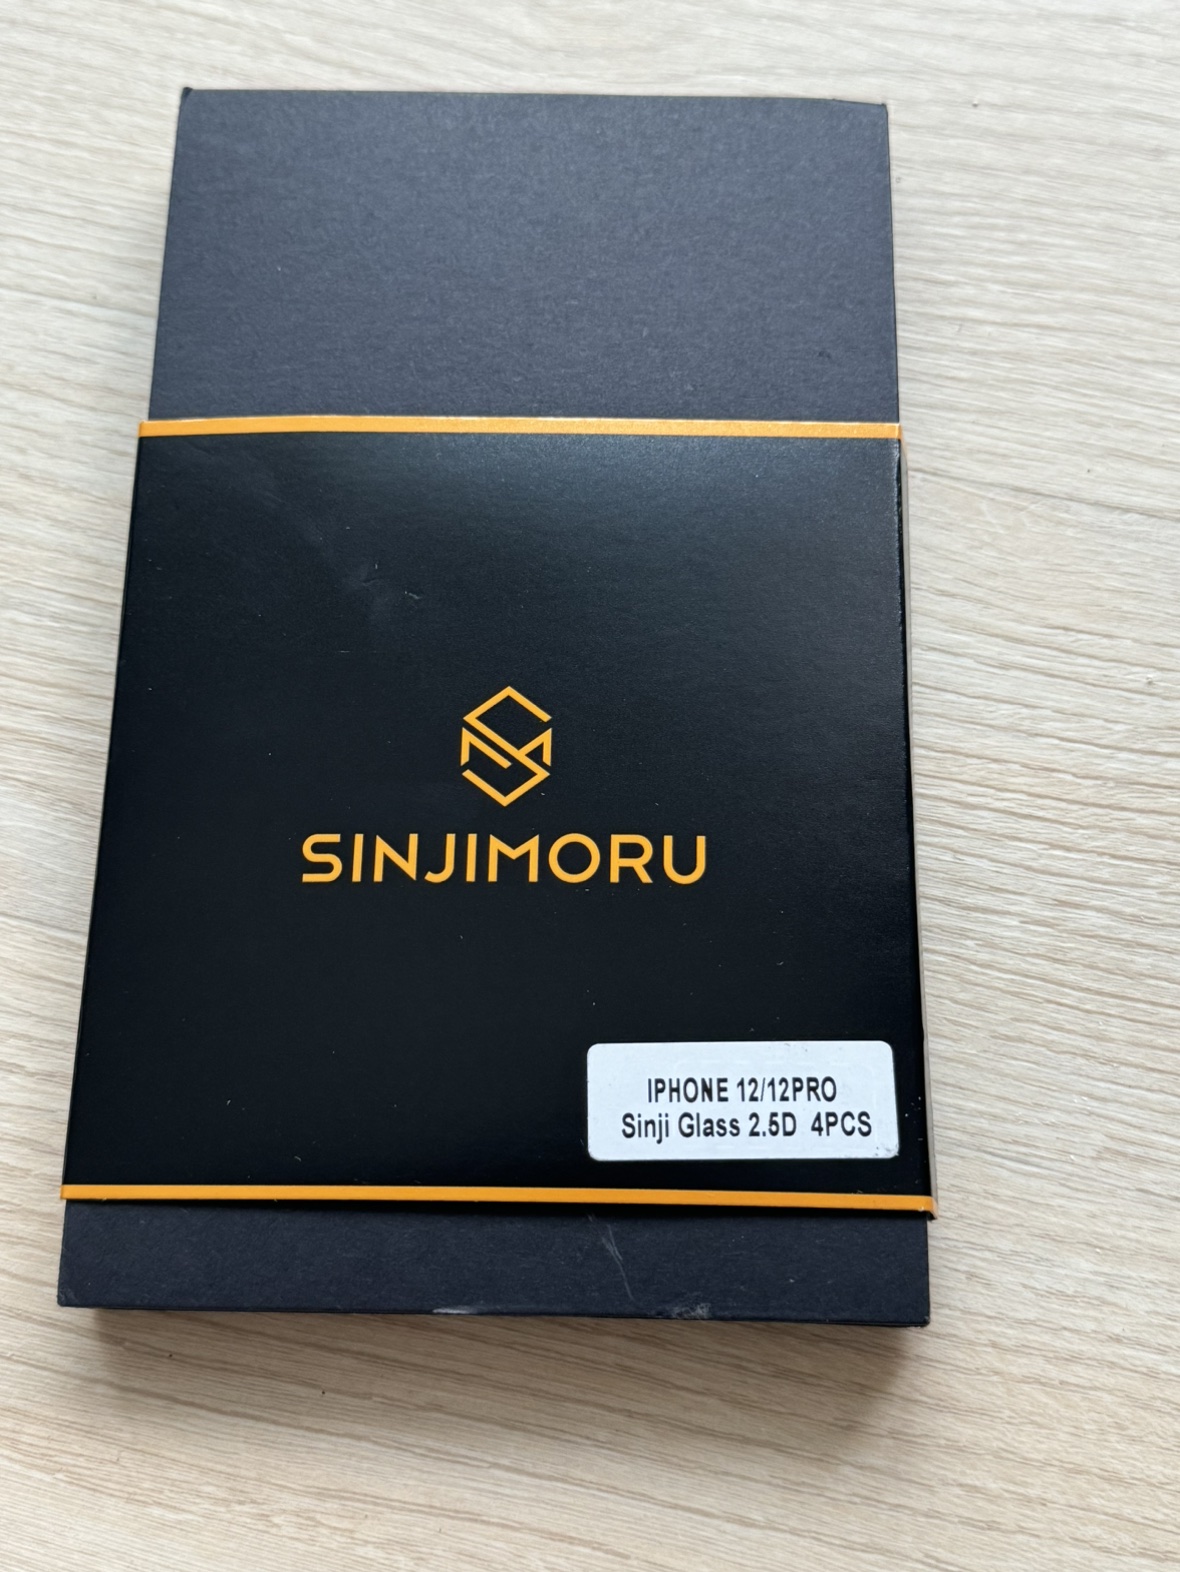 SINJIMORU
IPHONE 12/12PRO
Sinji Glass 2.5D 4PCS